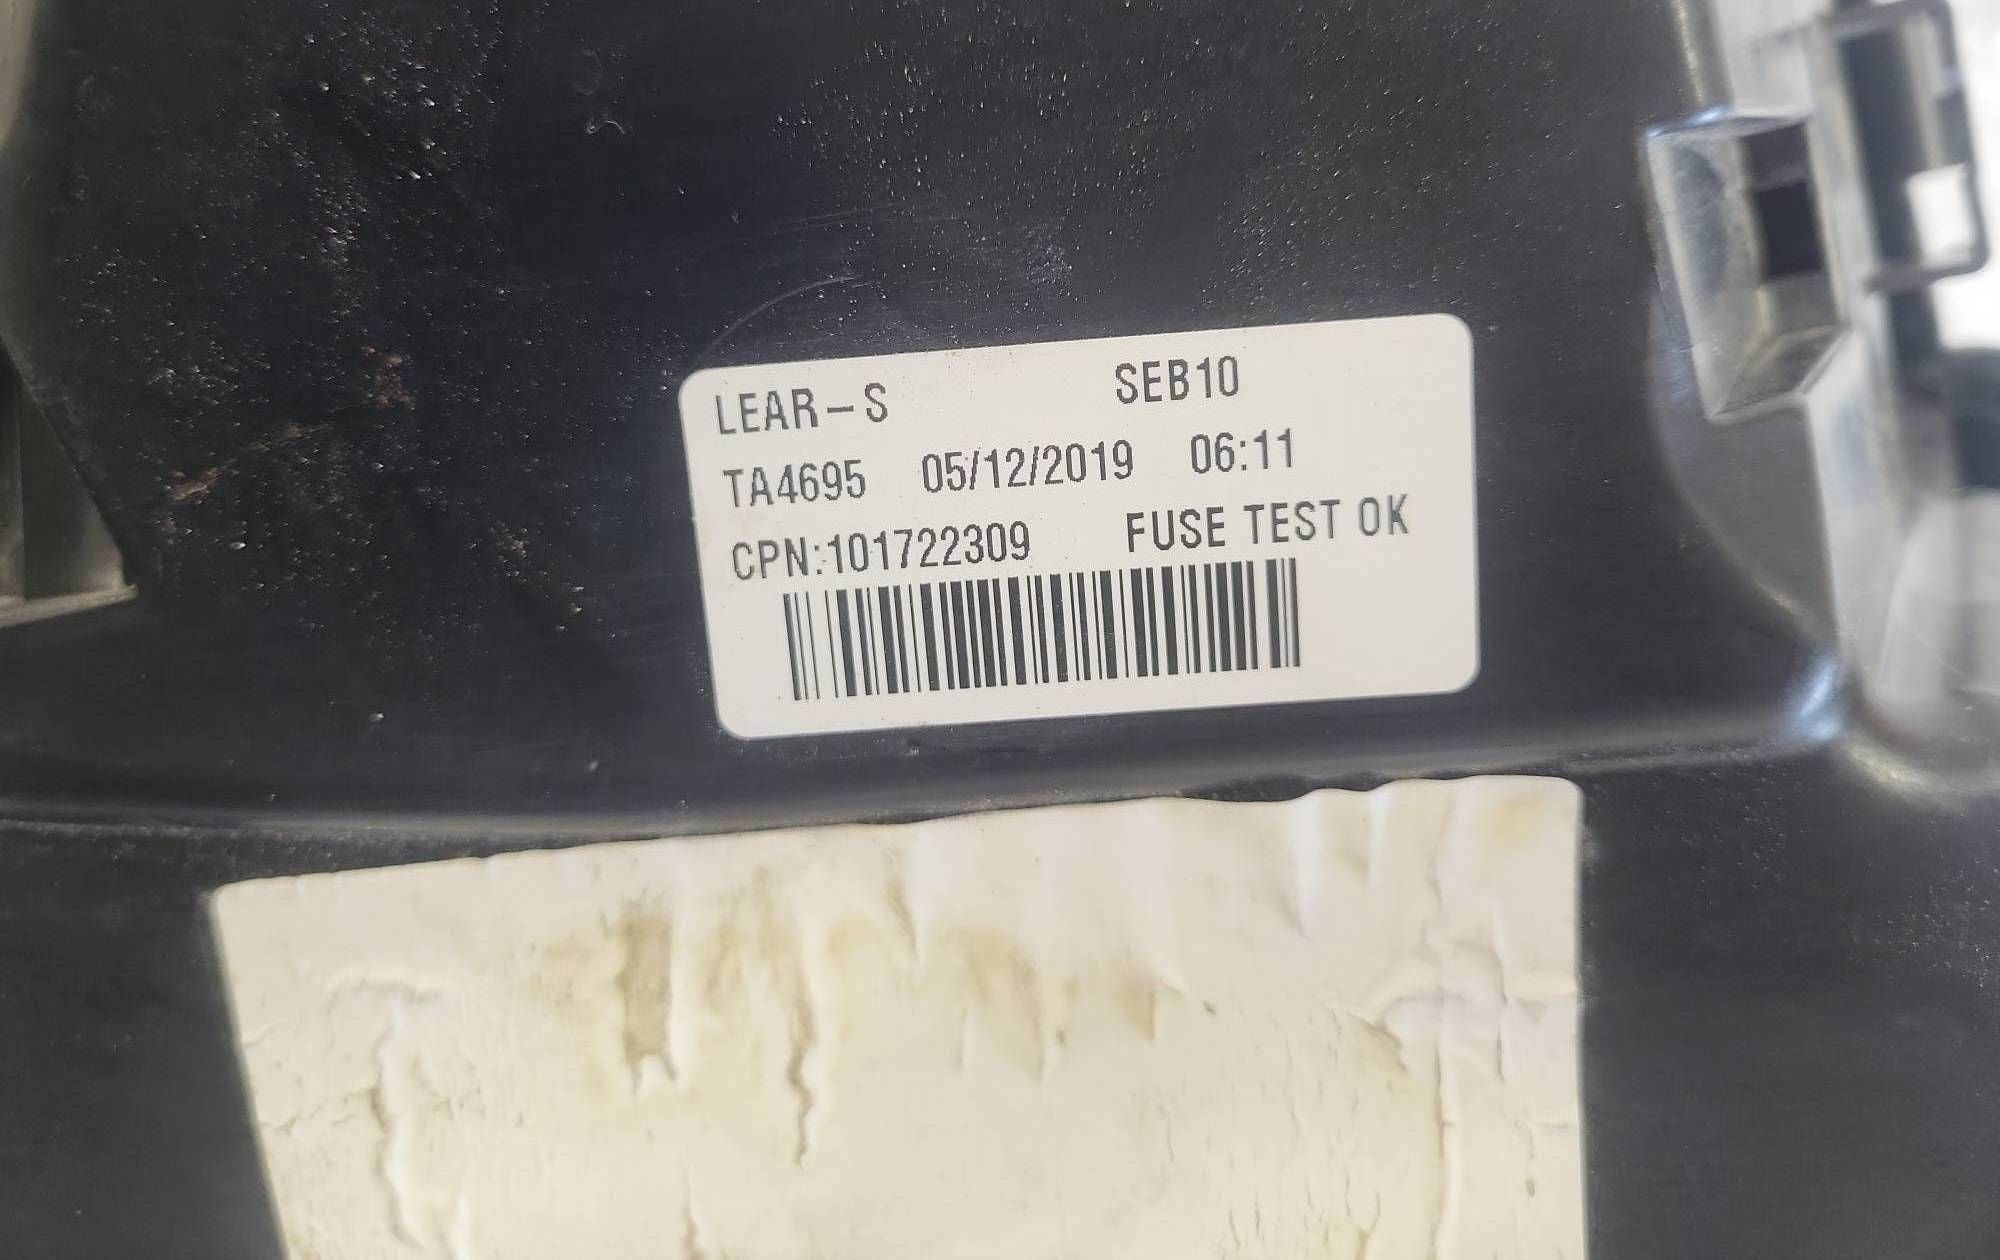 LEAR-S SEB10
TA4695 05/12/2019 06:11
CPN:101722309 FUSE TEST OK